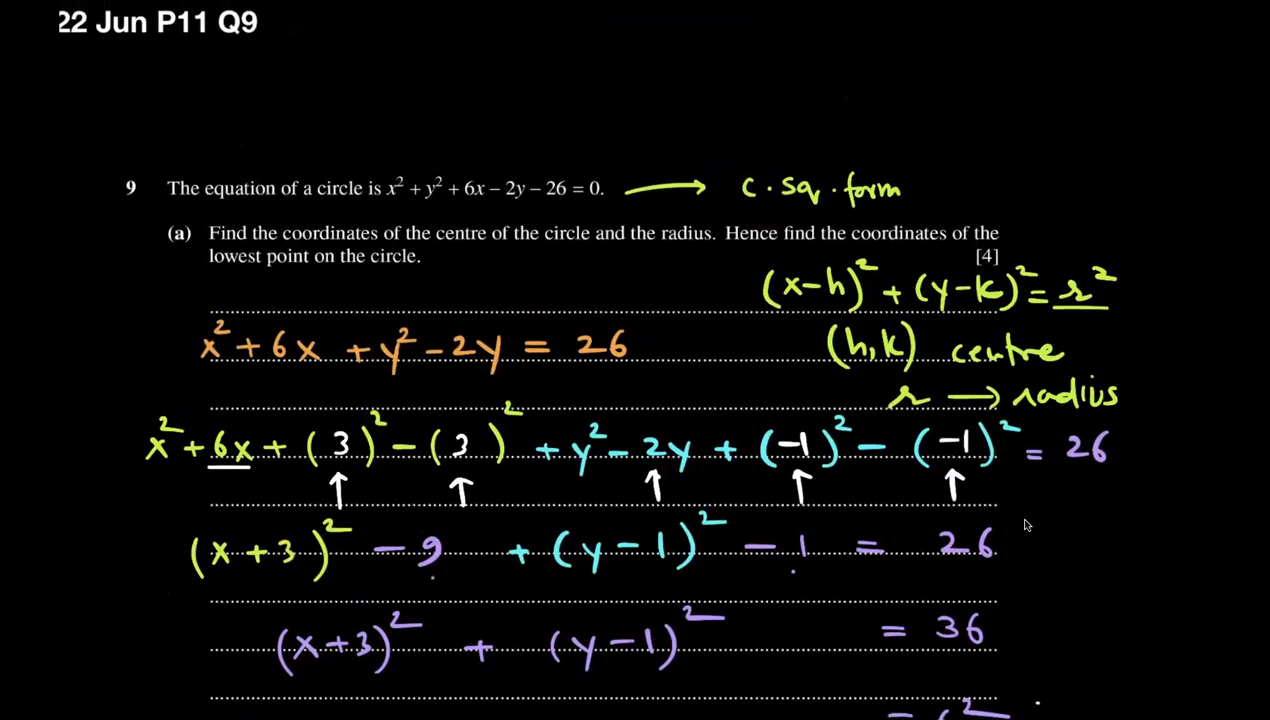 22 Jun P11 Q9
9 The equation of a circle is x² + y² + 6x − 2y − 26 = 0. ⟶ c. sq. form
(a) Find the coordinates of the centre of the circle and the radius. Hence find the coordinates of the
lowest point on the circle. [4]
(x−h)² + (y−k)² = r²
x² + 6x + y² − 2y = 26
(h,k) centre
r ⟶ radius
x² + 6x + (3)² − (3)² + y² − 2y + (−1)² − (−1)² = 26
(x+3)² − 9 + (y−1)² − 1 = 26
(x+3)² + (y−1)² = 36